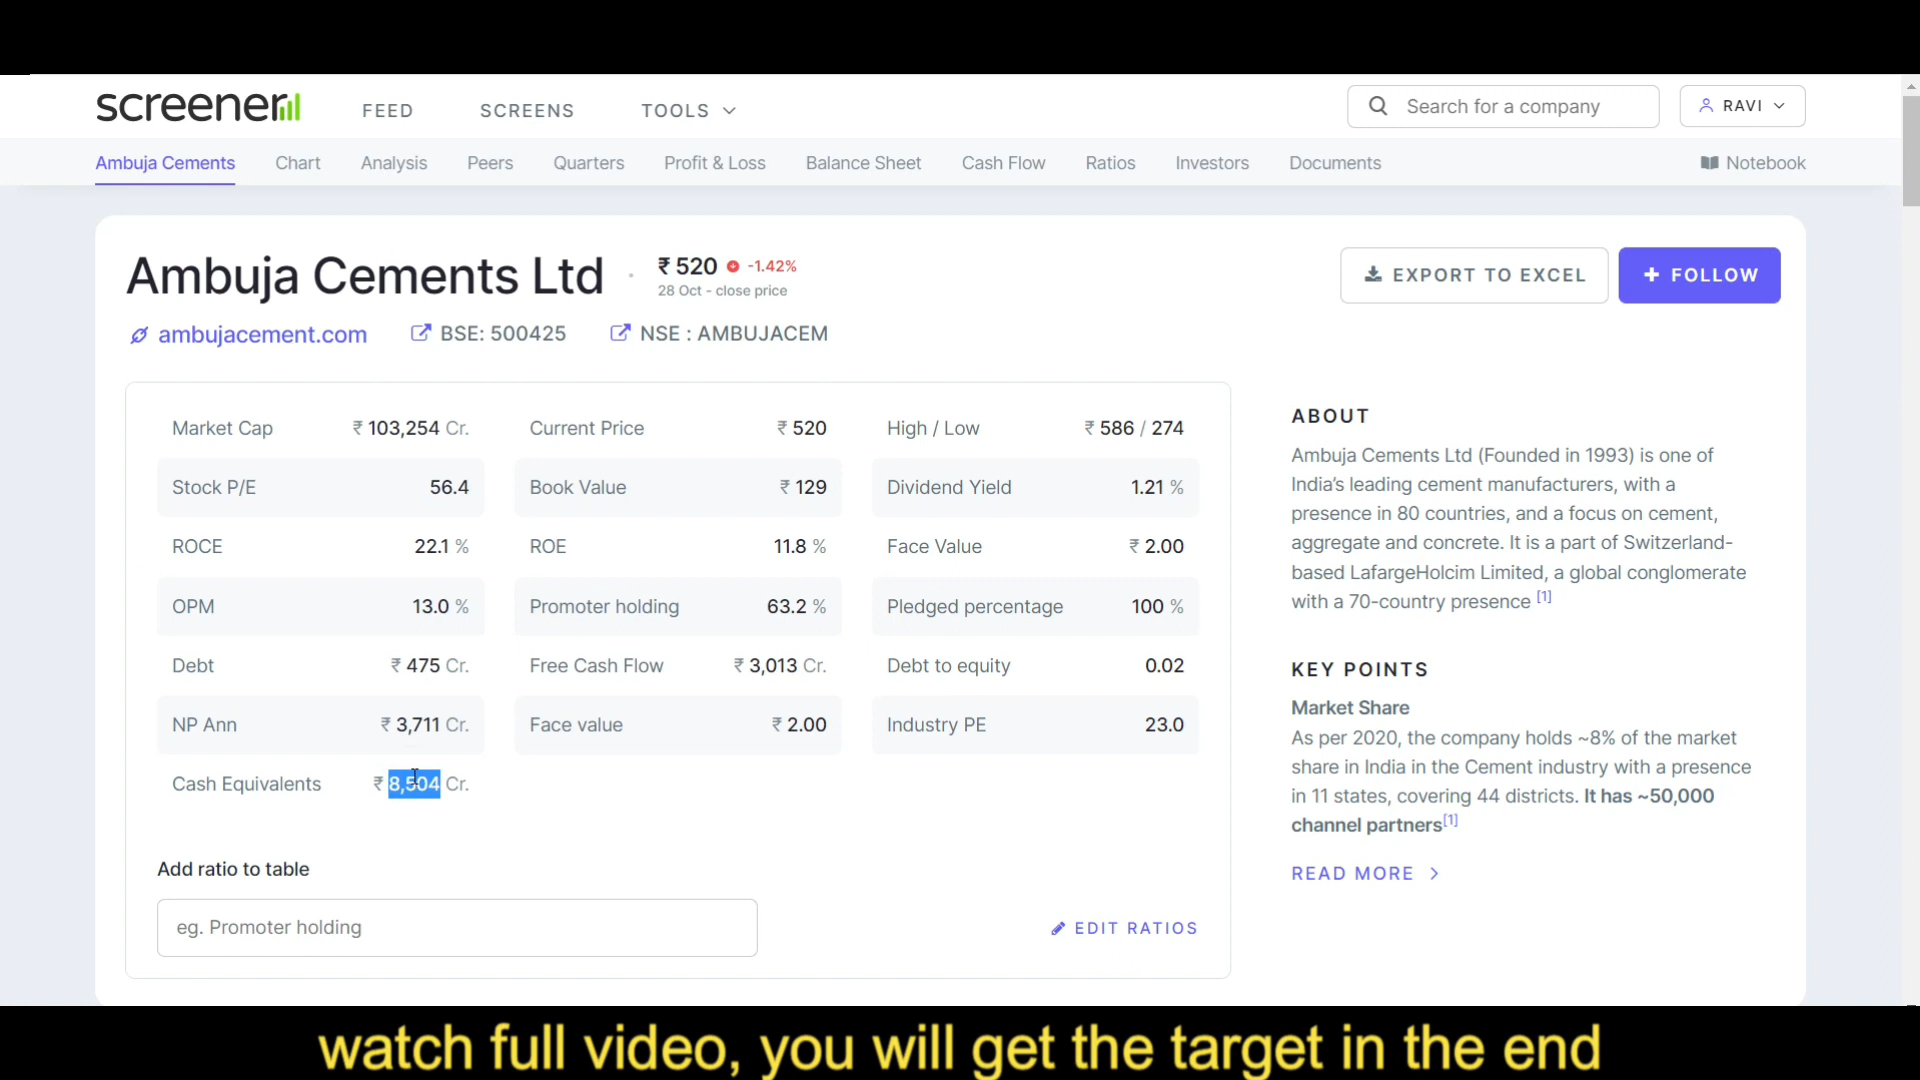 screener
FEED SCREENS TOOLS
Search for a company
RAVI
Ambuja Cements Chart Analysis Peers Quarters Profit & Loss Balance Sheet Cash Flow Ratios Investors Documents Notebook
Ambuja Cements Ltd · ₹ 520 -1.42%
28 Oct - close price
EXPORT TO EXCEL + FOLLOW
ambujacement.com BSE: 500425 NSE : AMBUJACEM
Market Cap ₹ 103,254 Cr. Current Price ₹ 520 High / Low ₹ 586 / 274
Stock P/E 56.4 Book Value ₹ 129 Dividend Yield 1.21 %
ROCE 22.1 % ROE 11.8 % Face Value ₹ 2.00
OPM 13.0 % Promoter holding 63.2 % Pledged percentage 100 %
Debt ₹ 475 Cr. Free Cash Flow ₹ 3,013 Cr. Debt to equity 0.02
NP Ann ₹ 3,711 Cr. Face value ₹ 2.00 Industry PE 23.0
Cash Equivalents ₹ 8,504 Cr.
Add ratio to table
eg. Promoter holding
EDIT RATIOS
ABOUT
Ambuja Cements Ltd (Founded in 1993) is one of
India's leading cement manufacturers, with a
presence in 80 countries, and a focus on cement,
aggregate and concrete. It is a part of Switzerland-
based LafargeHolcim Limited, a global conglomerate
with a 70-country presence [1]
KEY POINTS
Market Share
As per 2020, the company holds ~8% of the market
share in India in the Cement industry with a presence
in 11 states, covering 44 districts. It has ~50,000
channel partners[1]
READ MORE
watch full video, you will get the target in the end